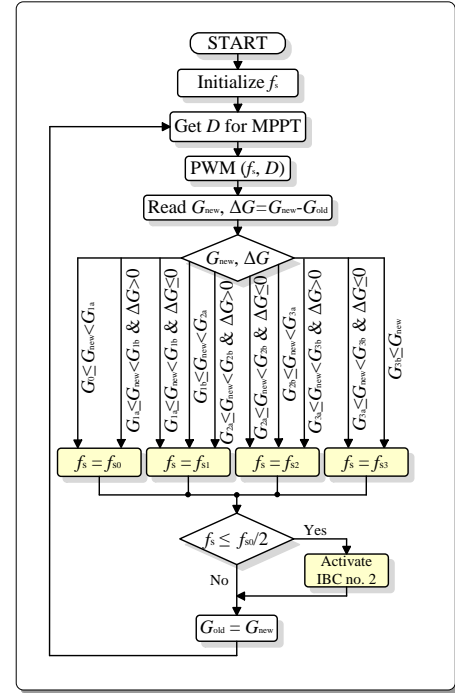 START
Initialize fs
Get D for MPPT
PWM (fs, D)
Read Gnew, ΔG=Gnew-Gold
Gnew, ΔG
G0≤Gnew<G1a
G1a≤Gnew<G1b & ΔG>0
G1a≤Gnew<G1b & ΔG≤0
G1b≤Gnew<G2a
G2a≤Gnew<G2b & ΔG>0
G2a≤Gnew<G2b & ΔG≤0
G2b≤Gnew<G3a
G3a≤Gnew<G3b & ΔG>0
G3a≤Gnew<G3b & ΔG≤0
G3b≤Gnew
fs = fs0
fs = fs1
fs = fs2
fs = fs3
fs ≤ fs0/2
Yes
Activate
IBC no. 2
No
Gold = Gnew